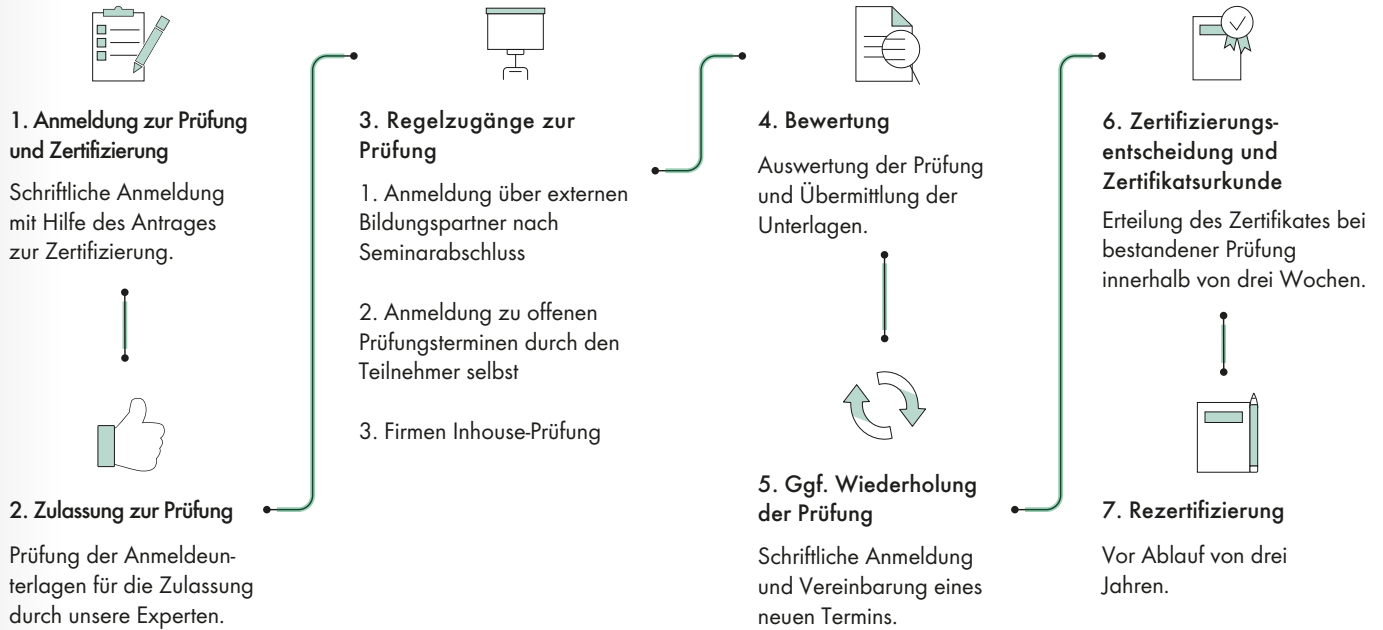 1. Anmeldung zur Prüfung
und Zertifizierung
Schriftliche Anmeldung
mit Hilfe des Antrages
zur Zertifizierung.
2. Zulassung zur Prüfung
Prüfung der Anmeldeun-
terlagen für die Zulassung
durch unsere Experten.
3. Regelzugänge zur
Prüfung
1. Anmeldung über externen
Bildungspartner nach
Seminarabschluss
2. Anmeldung zu offenen
Prüfungsterminen durch den
Teilnehmer selbst
3. Firmen Inhouse-Prüfung
4. Bewertung
Auswertung der Prüfung
und Übermittlung der
Unterlagen.
5. Ggf. Wiederholung
der Prüfung
Schriftliche Anmeldung
und Vereinbarung eines
neuen Termins.
6. Zertifizierungs-
entscheidung und
Zertifikatsurkunde
Erteilung des Zertifikates bei
bestandener Prüfung
innerhalb von drei Wochen.
7. Rezertifizierung
Vor Ablauf von drei
Jahren.